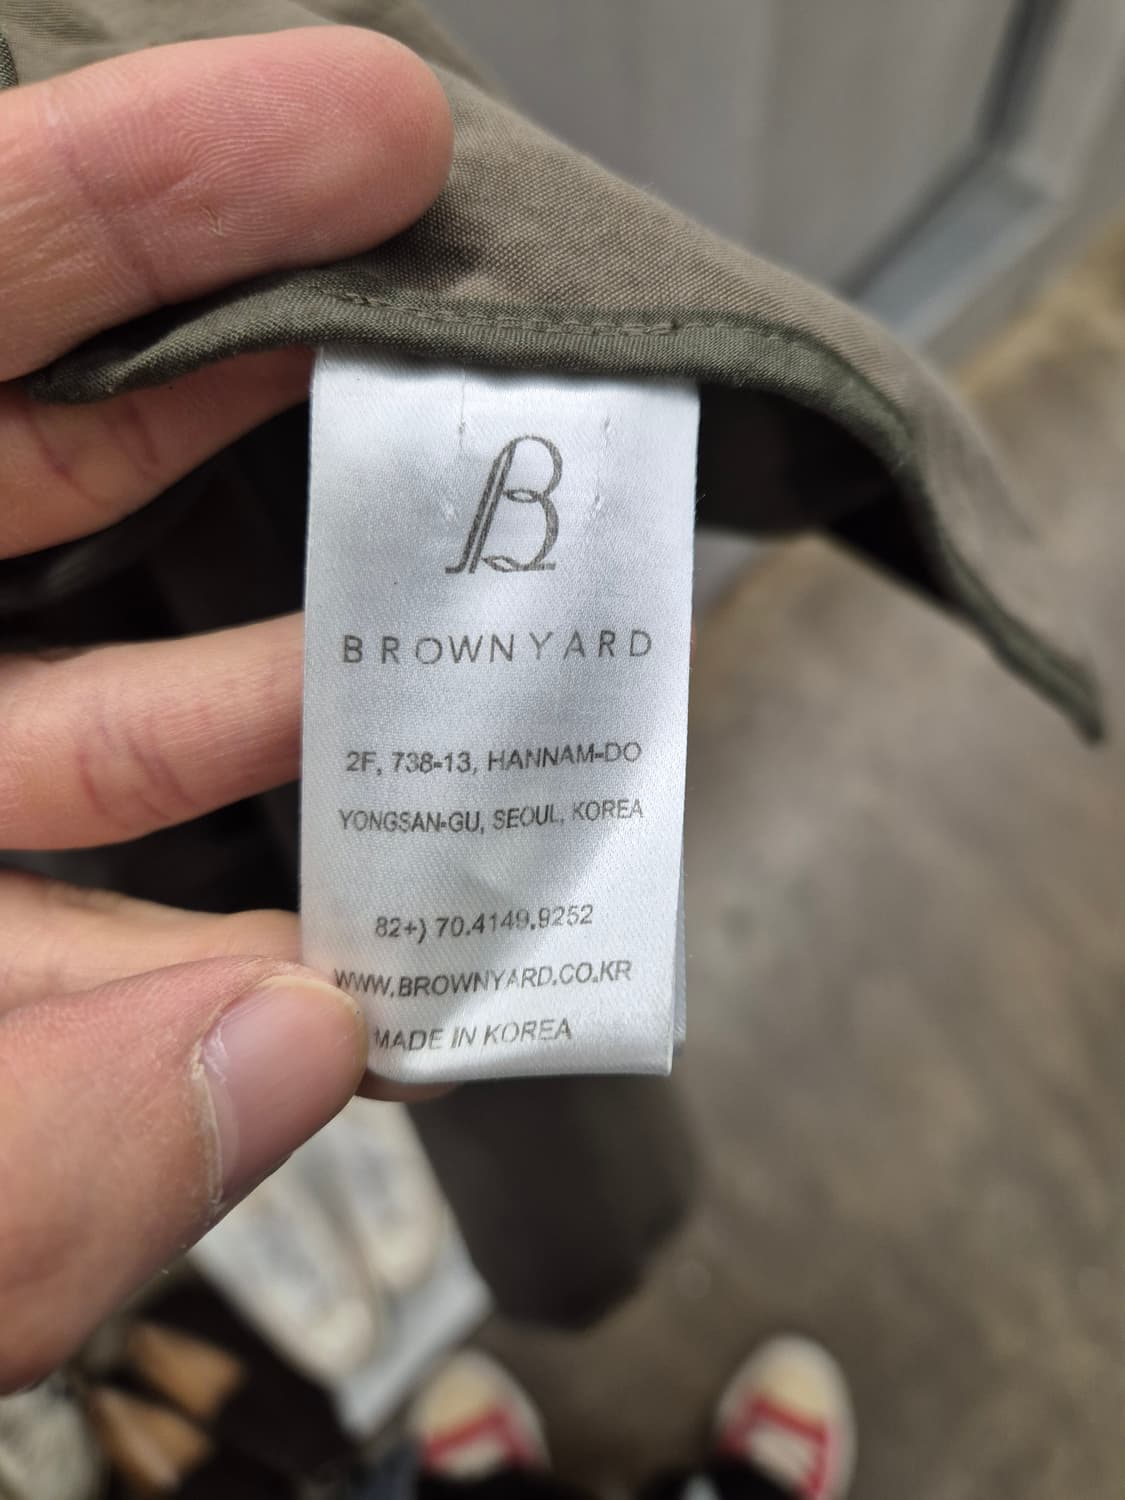 B
BROWNYARD
2F, 738-13, HANNAM-DO
YONGSAN-GU, SEOUL, KOREA
82+) 70.4149.9252
WWW.BROWNYARD.CO.KR
MADE IN KOREA